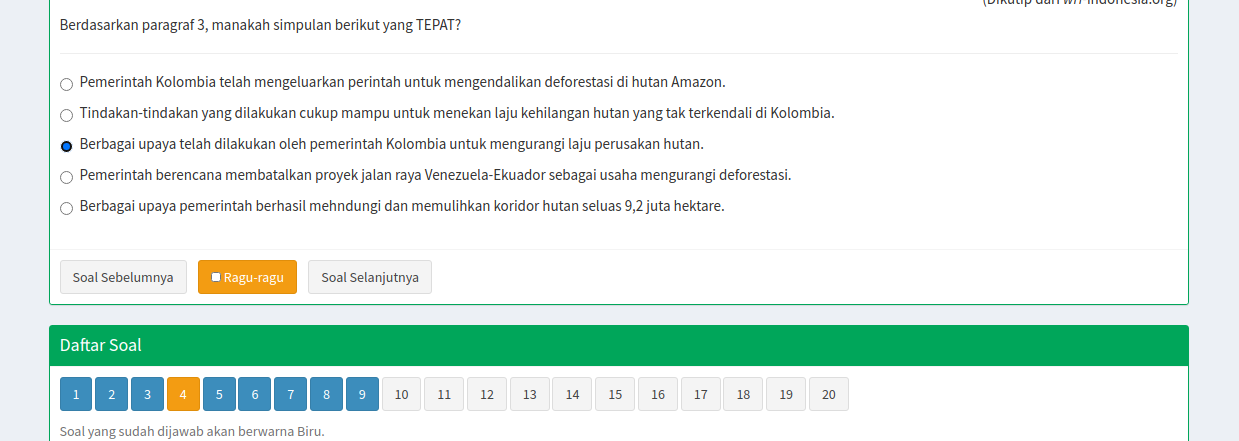 (Dikutip dari wri-indonesia.org)
Berdasarkan paragraf 3, manakah simpulan berikut yang TEPAT?
Pemerintah Kolombia telah mengeluarkan perintah untuk mengendalikan deforestasi di hutan Amazon.
Tindakan-tindakan yang dilakukan cukup mampu untuk menekan laju kehilangan hutan yang tak terkendali di Kolombia.
Berbagai upaya telah dilakukan oleh pemerintah Kolombia untuk mengurangi laju perusakan hutan.
Pemerintah berencana membatalkan proyek jalan raya Venezuela-Ekuador sebagai usaha mengurangi deforestasi.
Berbagai upaya pemerintah berhasil mehndungi dan memulihkan koridor hutan seluas 9,2 juta hektare.
Soal Sebelumnya Ragu-ragu Soal Selanjutnya
Daftar Soal
1 2 3 4 5 6 7 8 9 10 11 12 13 14 15 16 17 18 19 20
Soal yang sudah dijawab akan berwarna Biru.